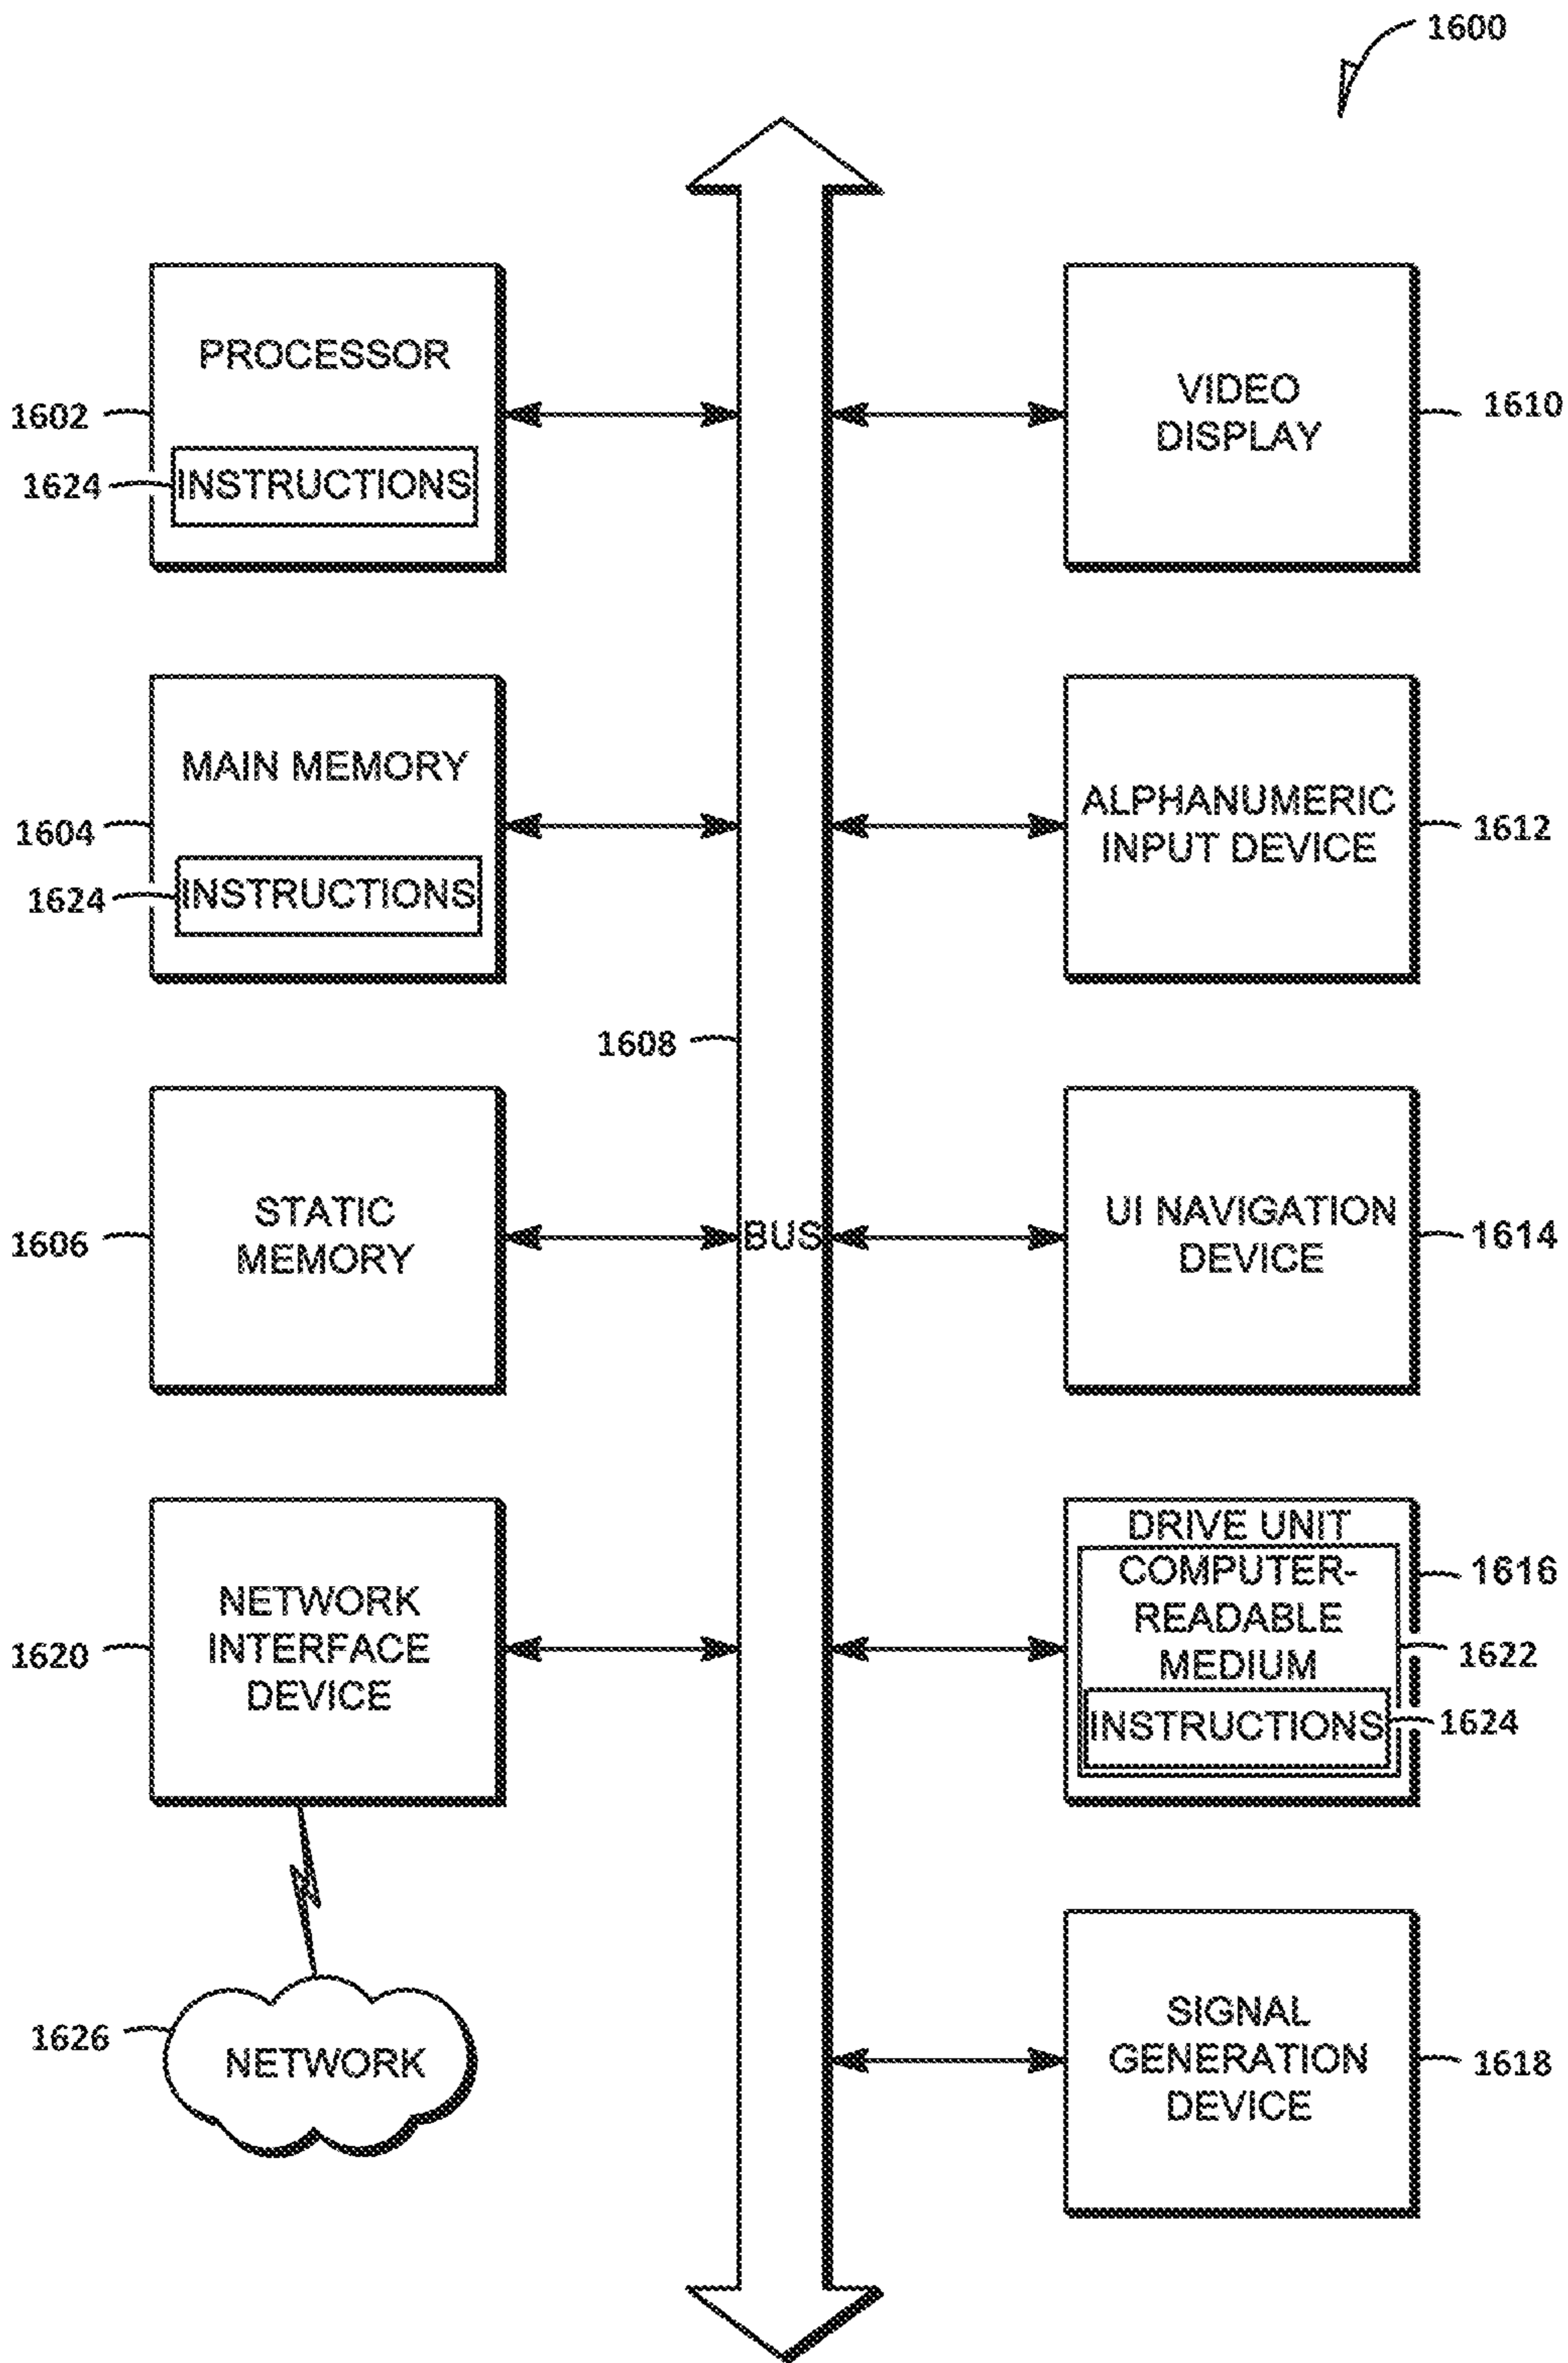 1600
PROCESSOR
1602
1624
INSTRUCTIONS
VIDEO
DISPLAY
1610
MAIN MEMORY
1604
1624
INSTRUCTIONS
ALPHANUMERIC
INPUT DEVICE
1612
1608
STATIC
MEMORY
1606
BUS
UI NAVIGATION
DEVICE
1614
NETWORK
INTERFACE
DEVICE
1620
DRIVE UNIT
COMPUTER-
READABLE
MEDIUM
1616
1622
INSTRUCTIONS
1624
1626
NETWORK
SIGNAL
GENERATION
DEVICE
1618